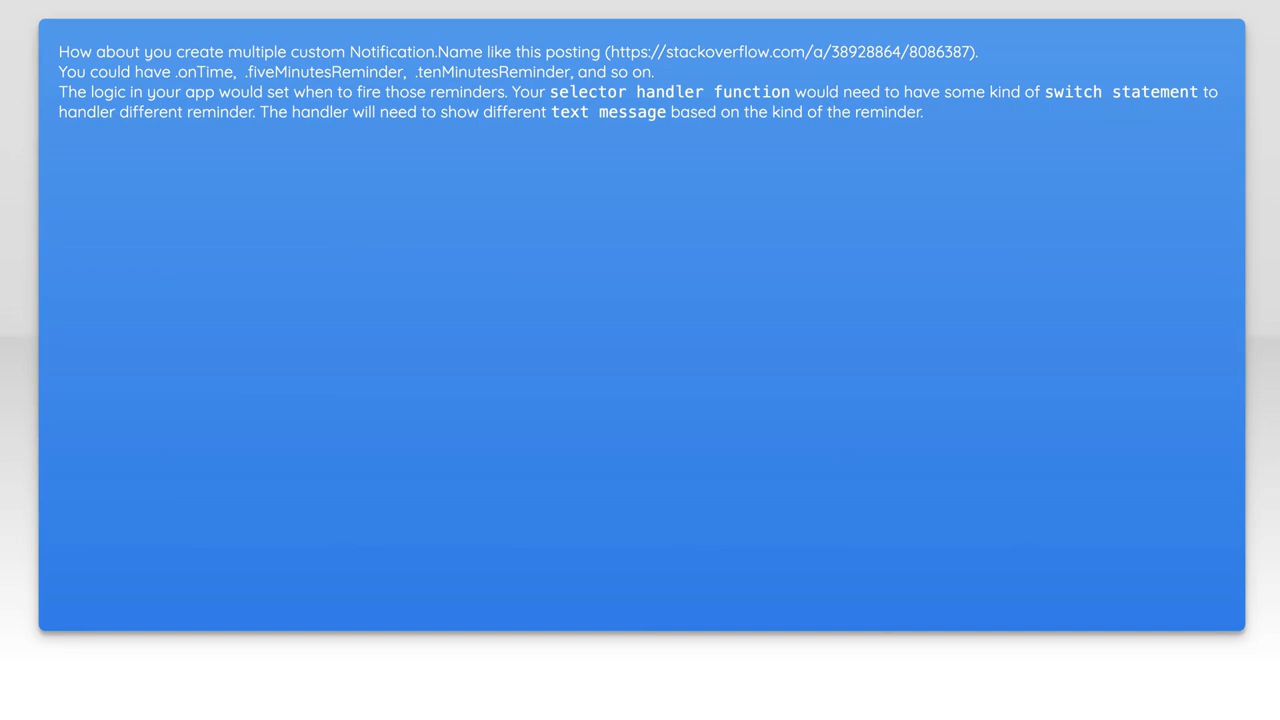 How about you create multiple custom Notification.Name like this posting (https://stackoverflow.com/a/38928864/8086387).
You could have .onTime,  .fiveMinutesReminder,  .tenMinutesReminder, and so on.
The logic in your app would set when to fire those reminders. Your selector handler function would need to have some kind of switch statement to
handler different reminder. The handler will need to show different text message based on the kind of the reminder.